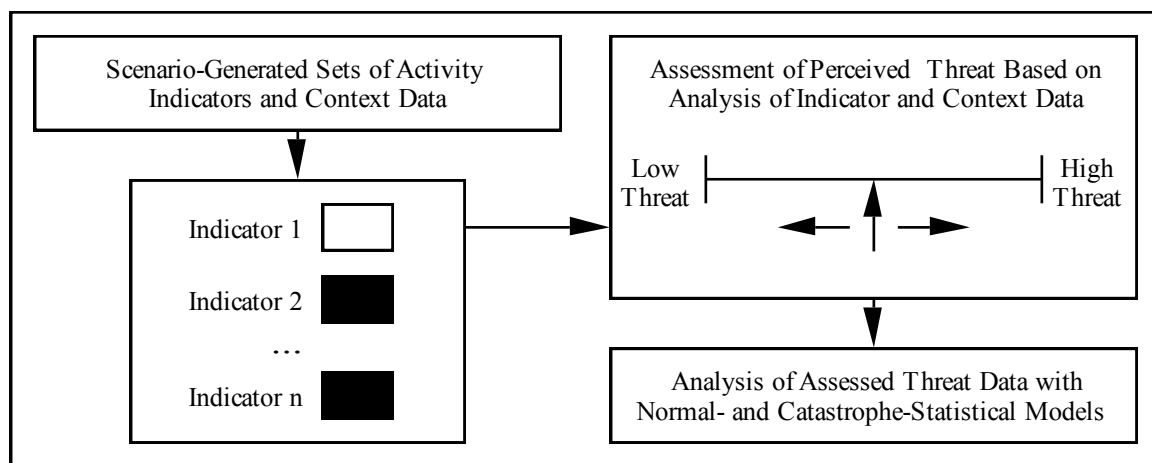 Scenario-Generated Sets of Activity
Indicators and Context Data
Indicator 1
Indicator 2
...
Indicator n
Assessment of Perceived Threat Based on
Analysis of Indicator and Context Data
Low
Threat
High
Threat
Analysis of Assessed Threat Data with
Normal- and Catastrophe-Statistical Models